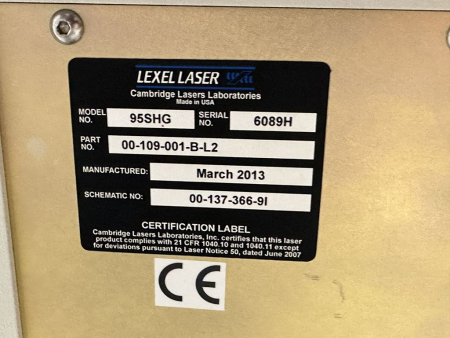 LEXEL LASER
Cambridge Lasers Laboratories
Made in USA
MODEL NO. 95SHG SERIAL NO. 6089H
PART NO. 00-109-001-B-L2
MANUFACTURED: March 2013
SCHEMATIC NO: 00-137-366-9I
CERTIFICATION LABEL
Cambridge Lasers Laboratories, Inc. certifies that this laser
product complies with 21 CFR 1040.10 and 1040.11 except
for deviations pursuant to Laser Notice 50, dated June 2007
CE